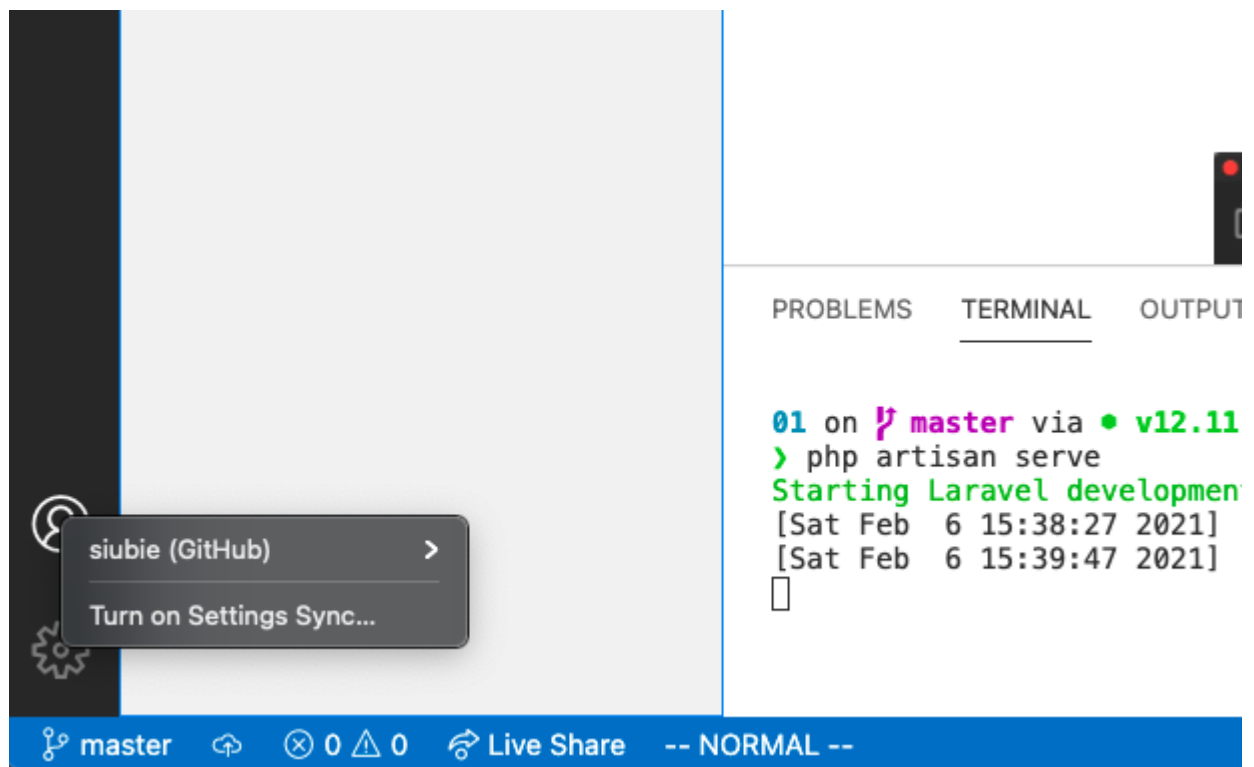 PROBLEMS TERMINAL OUTPUT
01 on master via v12.11
❯ php artisan serve
Starting Laravel developmen
[Sat Feb  6 15:38:27 2021]
[Sat Feb  6 15:39:47 2021]
siubie (GitHub)
Turn on Settings Sync...
master 0 0 Live Share -- NORMAL --